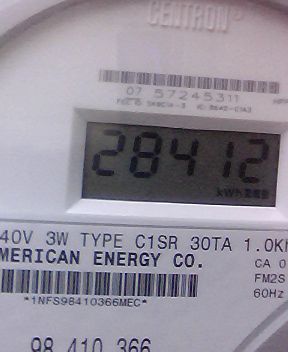 CENTRON
07 57245311
28412
kWh
40V 3W TYPE C1SR 30TA 1.0Kh
MERICAN ENERGY CO.
CA 0
FM2S
60Hz
*1NFS98410366MEC*
98 410 366